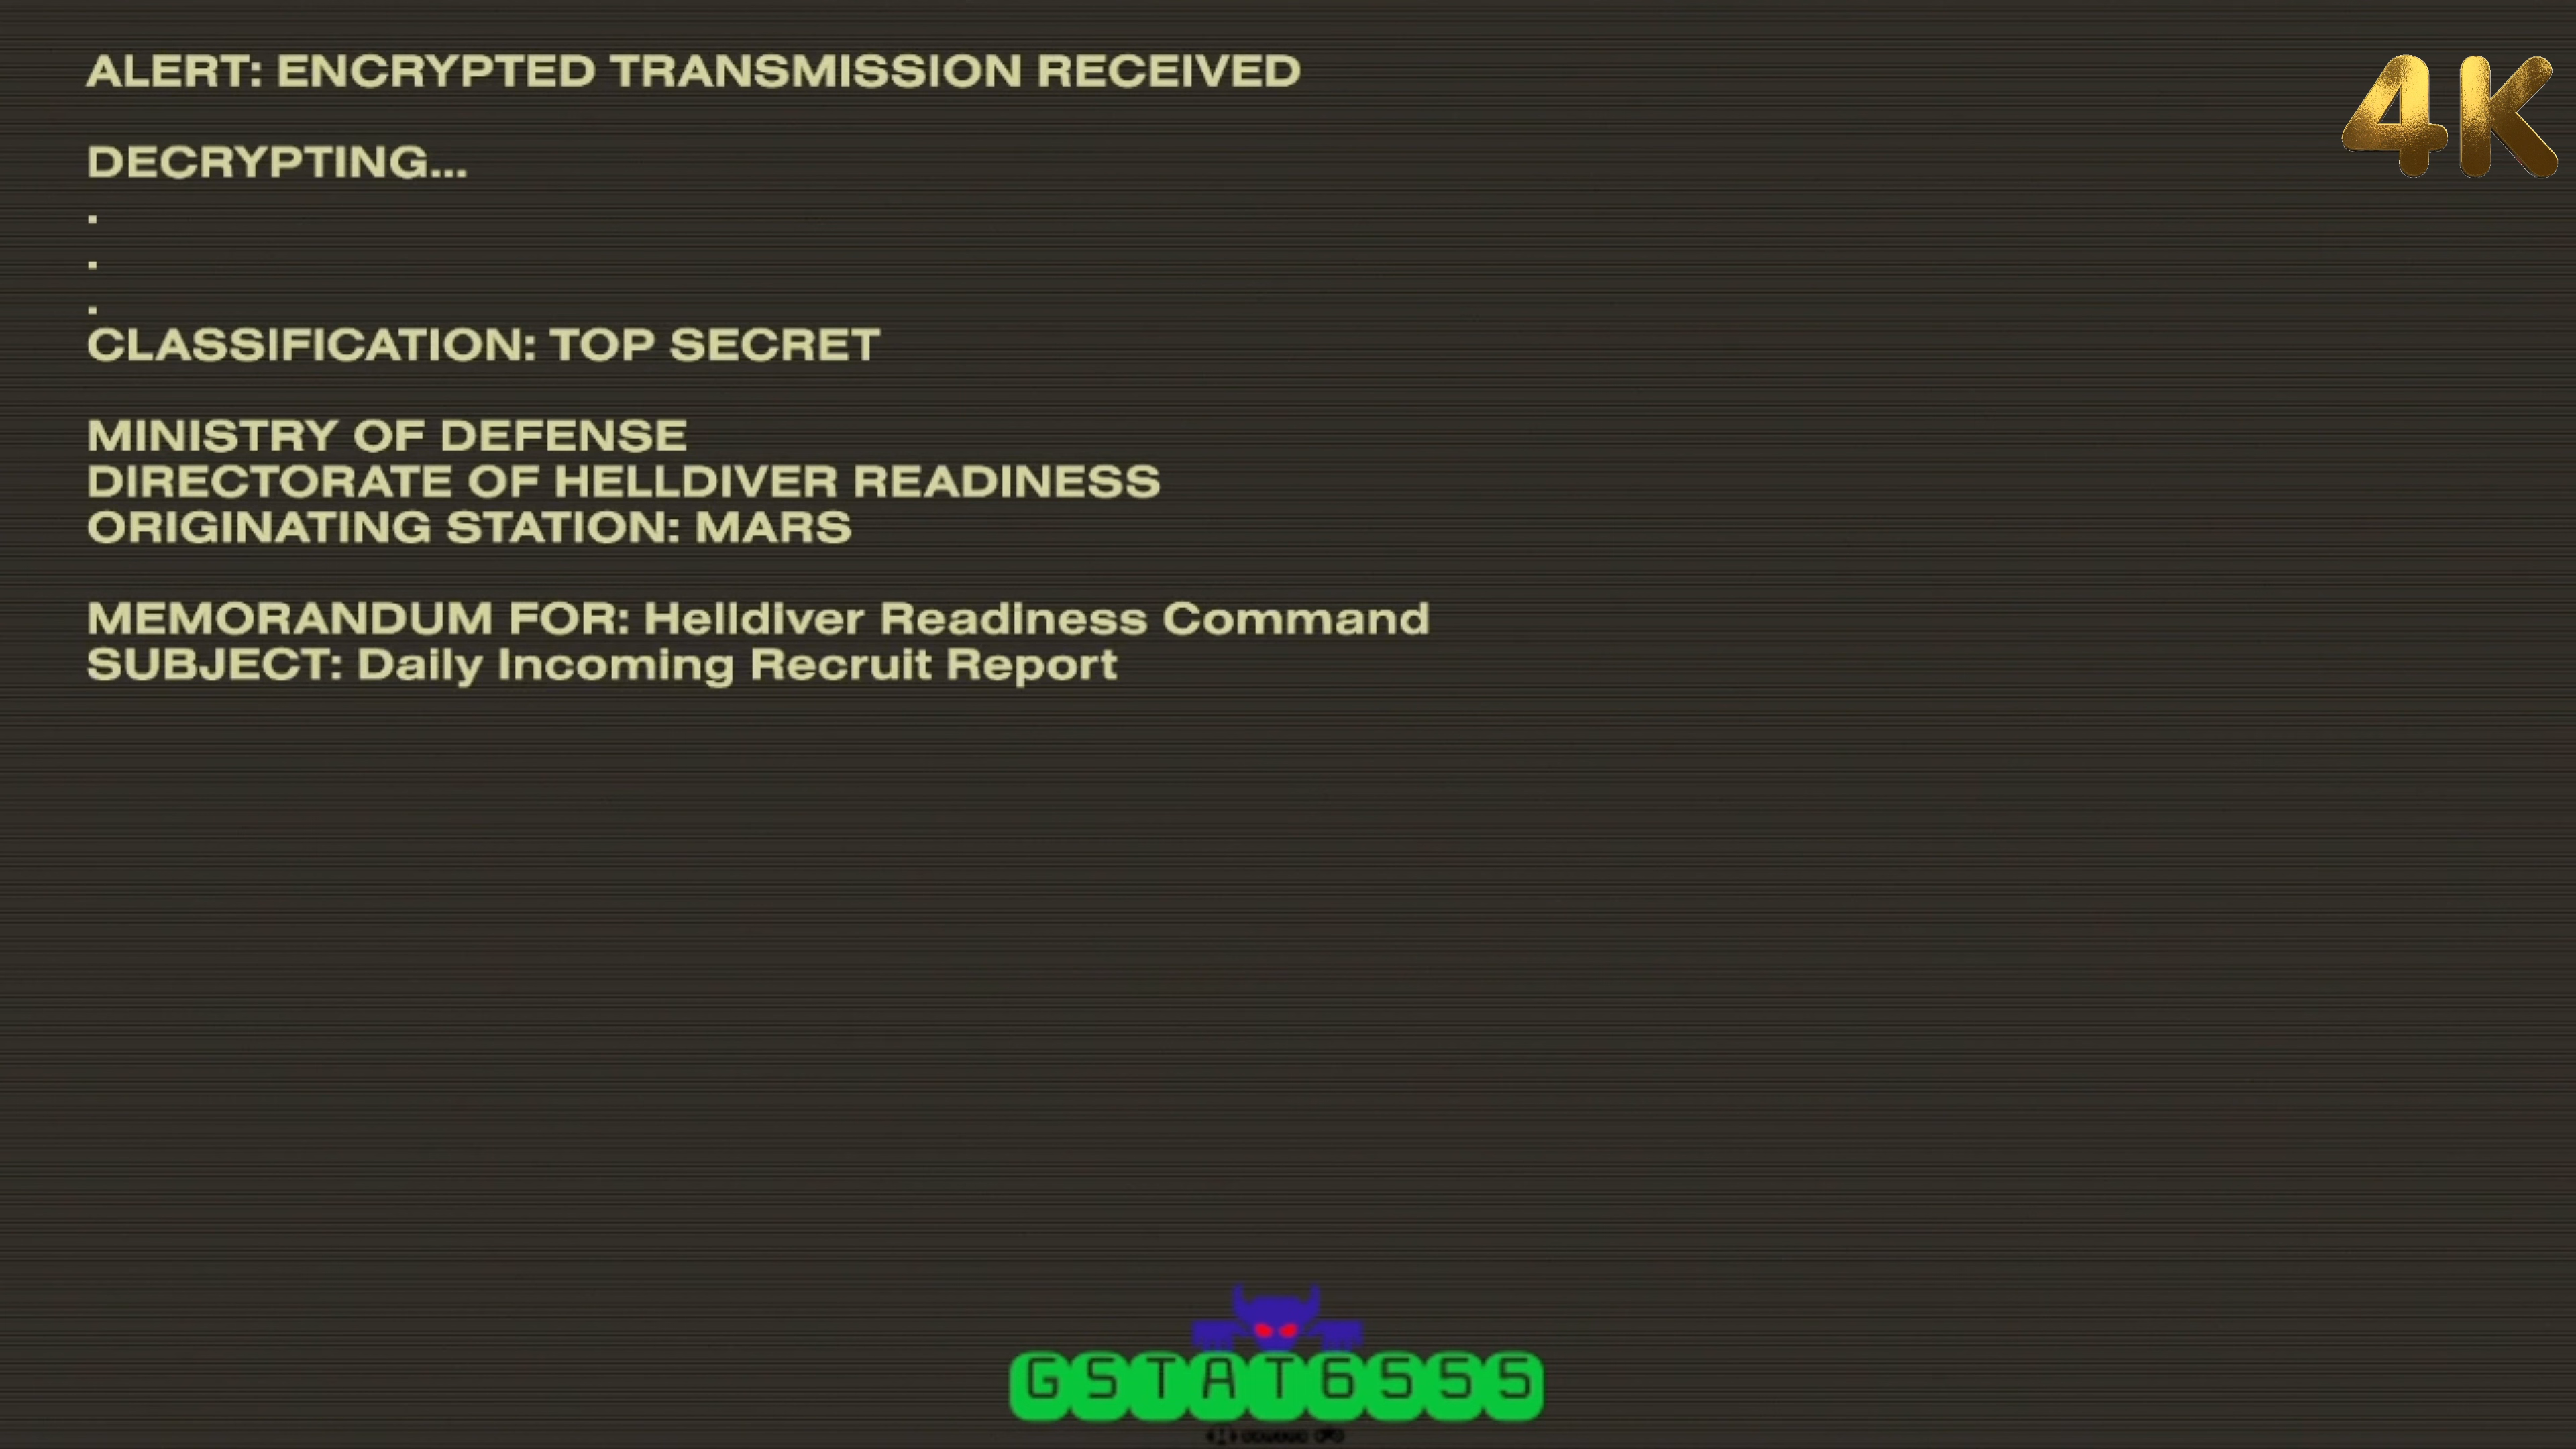 ALERT: ENCRYPTED TRANSMISSION RECEIVED
4K
DECRYPTING...
.
.
.
CLASSIFICATION: TOP SECRET
MINISTRY OF DEFENSE
DIRECTORATE OF HELLDIVER READINESS
ORIGINATING STATION: MARS
MEMORANDUM FOR: Helldiver Readiness Command
SUBJECT: Daily Incoming Recruit Report
GSTAT6555